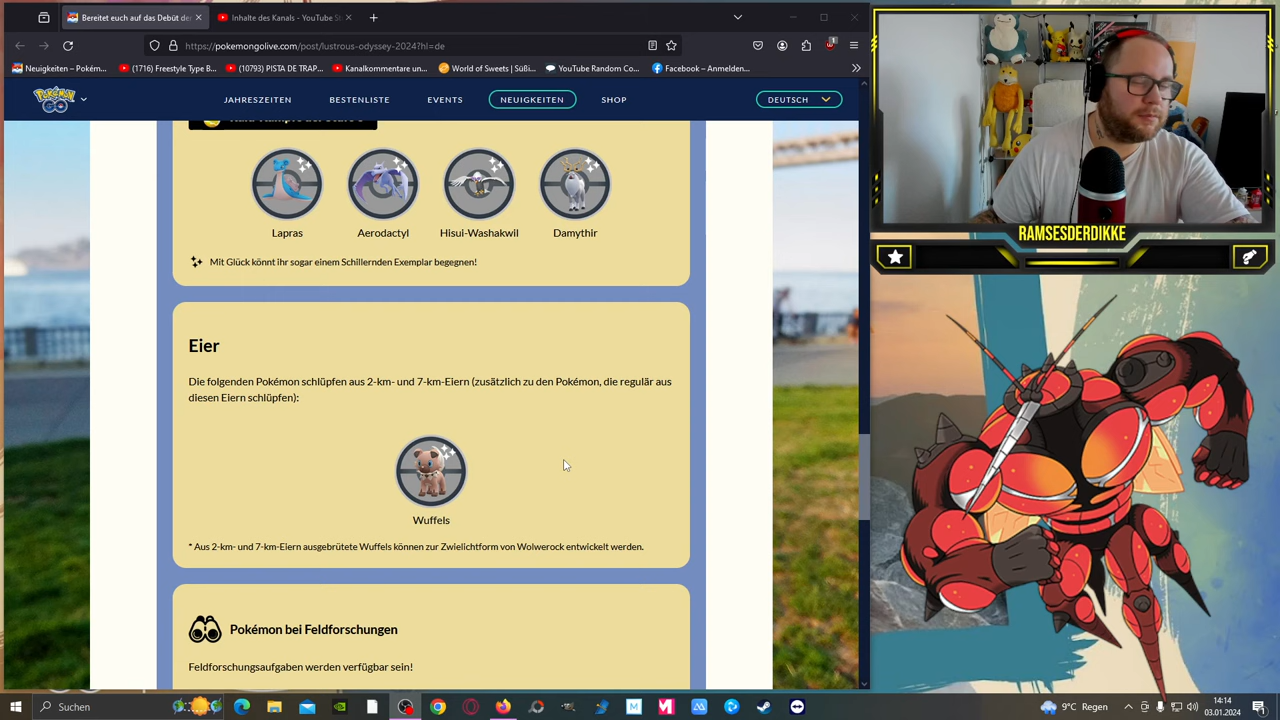 Bereitet euch auf das Debüt der
Inhalte des Kanals - YouTube S
https://pokemongolive.com/post/lustrous-odyssey-2024?hl=de
1
Neuigkeiten – Pokém...
(1716) Freestyle Type B...
(10793) PISTA DE TRAP...
Kanalkommentare un...
World of Sweets | Süßi...
YouTube Random Co...
Facebook – Anmelden...
POKÉMON GO
JAHRESZEITEN
BESTENLISTE
EVENTS
NEUIGKEITEN
SHOP
DEUTSCH
Lapras
Aerodactyl
Hisui-Washakwil
Damythir
Mit Glück könnt ihr sogar einem Schillernden Exemplar begegnen!
Eier
Die folgenden Pokémon schlüpfen aus 2-km- und 7-km-Eiern (zusätzlich zu den Pokémon, die regulär aus
diesen Eiern schlüpfen):
Wuffels
* Aus 2-km- und 7-km-Eiern ausgebrütete Wuffels können zur Zwielichtform von Wolwerock entwickelt werden.
Pokémon bei Feldforschungen
Feldforschungsaufgaben werden verfügbar sein!
RAMSESDERDIKKE
Suchen
9°C Regen
14:14
03.01.2024